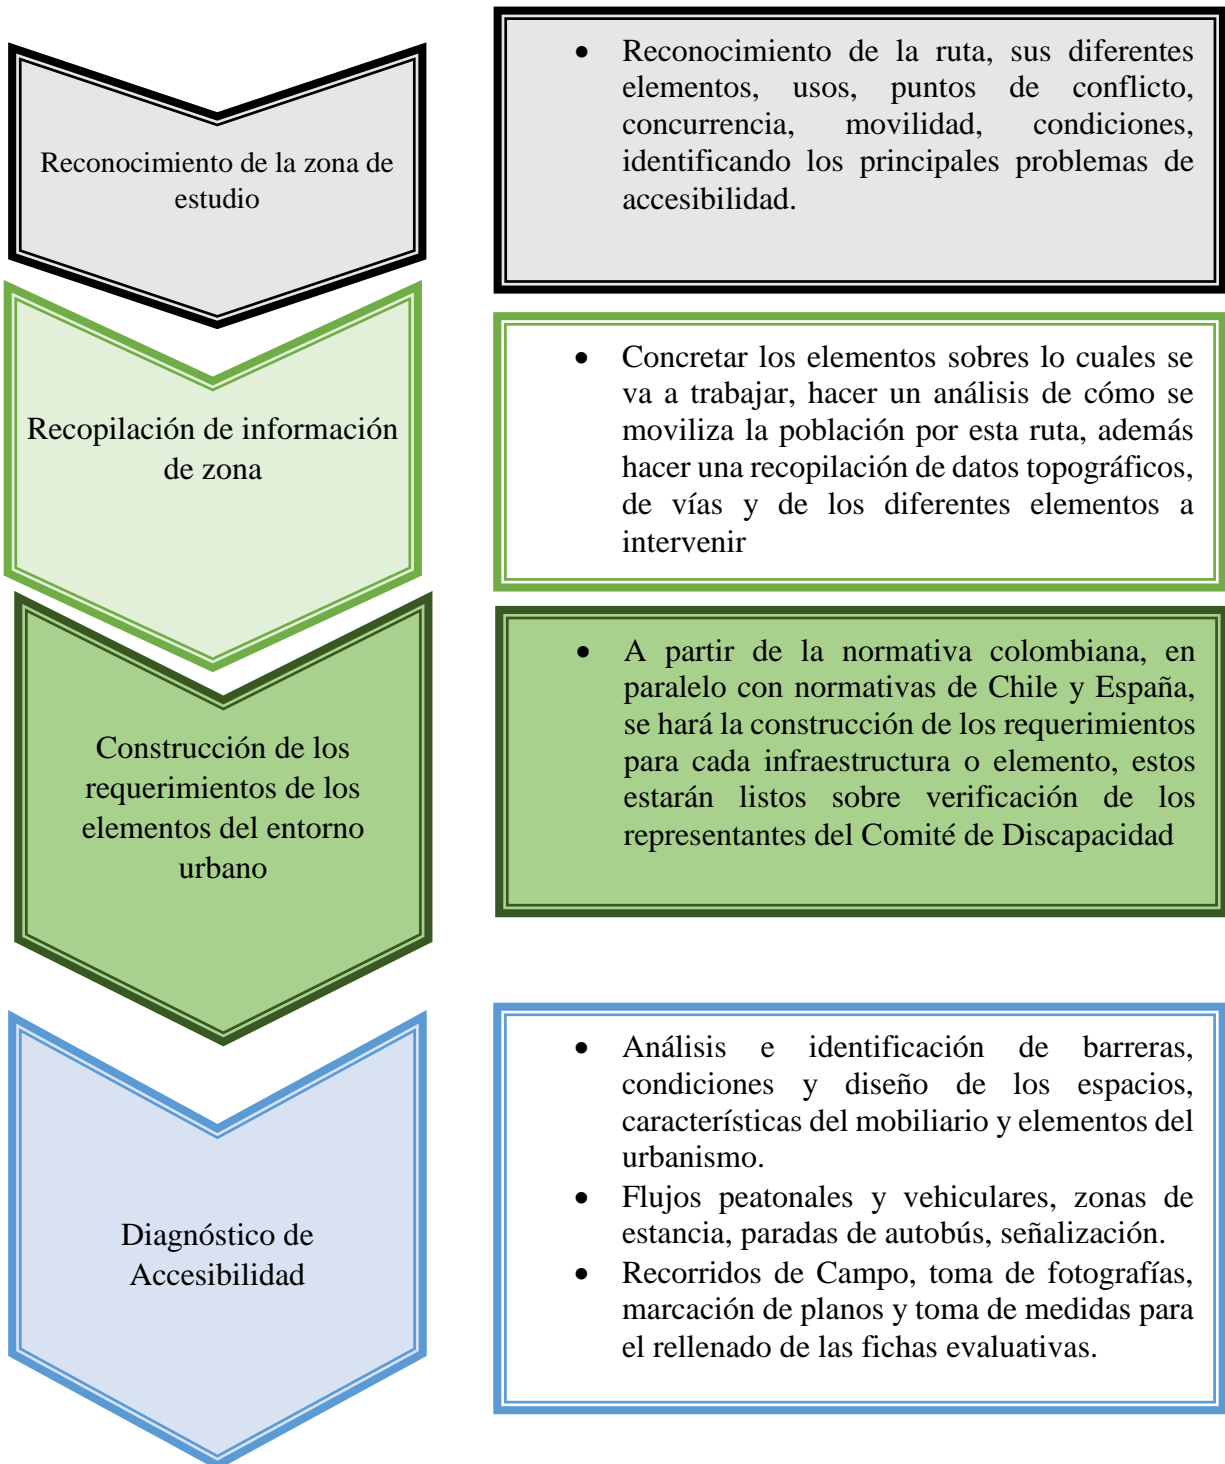 Reconocimiento de la zona de
estudio
• Reconocimiento de la ruta, sus diferentes
elementos, usos, puntos de conflicto,
concurrencia, movilidad, condiciones,
identificando los principales problemas de
accesibilidad.
Recopilación de información
de zona
• Concretar los elementos sobres lo cuales se
va a trabajar, hacer un análisis de cómo se
moviliza la población por esta ruta, además
hacer una recopilación de datos topográficos,
de vías y de los diferentes elementos a
intervenir
Construcción de los
requerimientos de los
elementos del entorno
urbano
• A partir de la normativa colombiana, en
paralelo con normativas de Chile y España,
se hará la construcción de los requerimientos
para cada infraestructura o elemento, estos
estarán listos sobre verificación de los
representantes del Comité de Discapacidad
Diagnóstico de
Accesibilidad
• Análisis e identificación de barreras,
condiciones y diseño de los espacios,
características del mobiliario y elementos del
urbanismo.
• Flujos peatonales y vehiculares, zonas de
estancia, paradas de autobús, señalización.
• Recorridos de Campo, toma de fotografías,
marcación de planos y toma de medidas para
el rellenado de las fichas evaluativas.